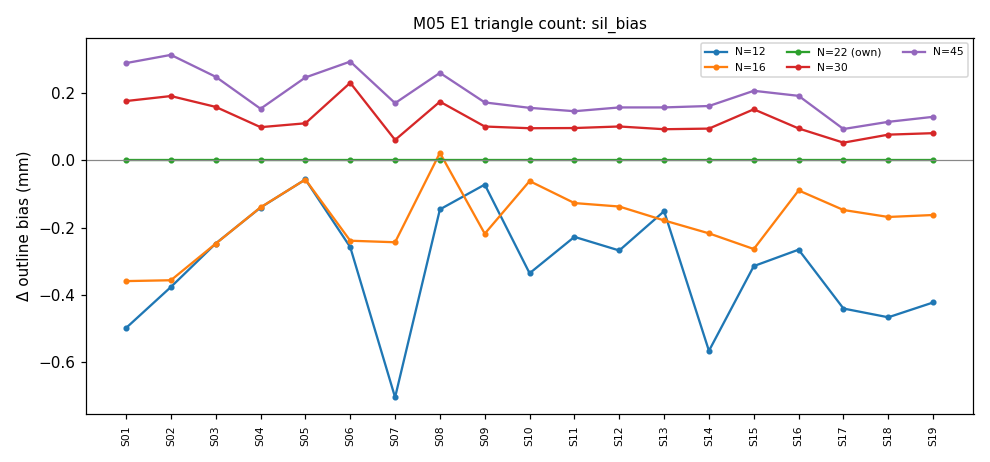 M05 E1 triangle count: sil_bias
N=12
N=16
N=22 (own)
N=30
N=45
Δ outline bias (mm)
0.2
0.0
−0.2
−0.4
−0.6
S01
S02
S03
S04
S05
S06
S07
S08
S09
S10
S11
S12
S13
S14
S15
S16
S17
S18
S19